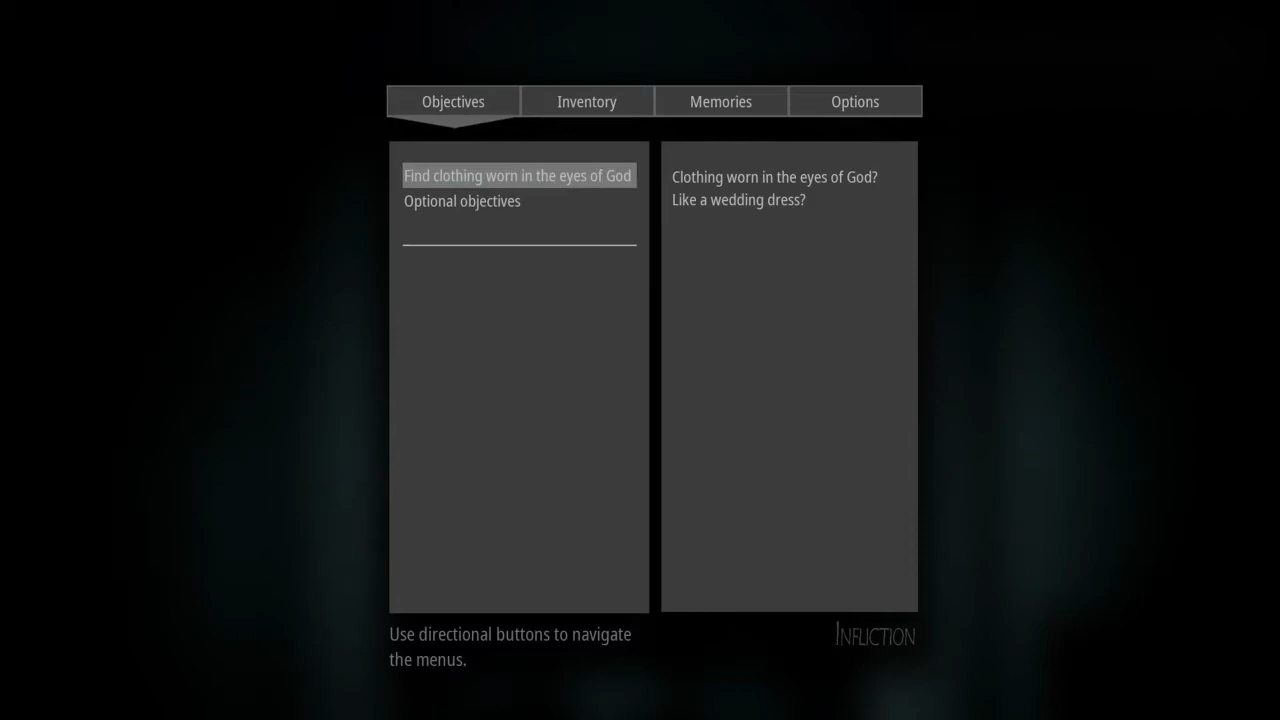 Objectives Inventory Memories Options
Find clothing worn in the eyes of God
Optional objectives
Clothing worn in the eyes of God?
Like a wedding dress?
Use directional buttons to navigate
the menus.
INFLICTION